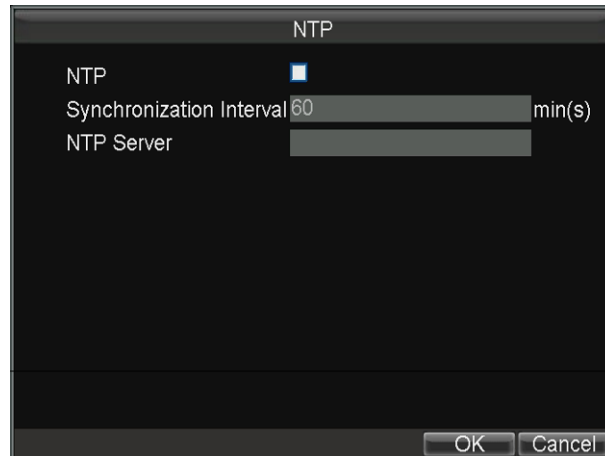 NTP
NTP
Synchronization Interval 60 min(s)
NTP Server
OK Cancel